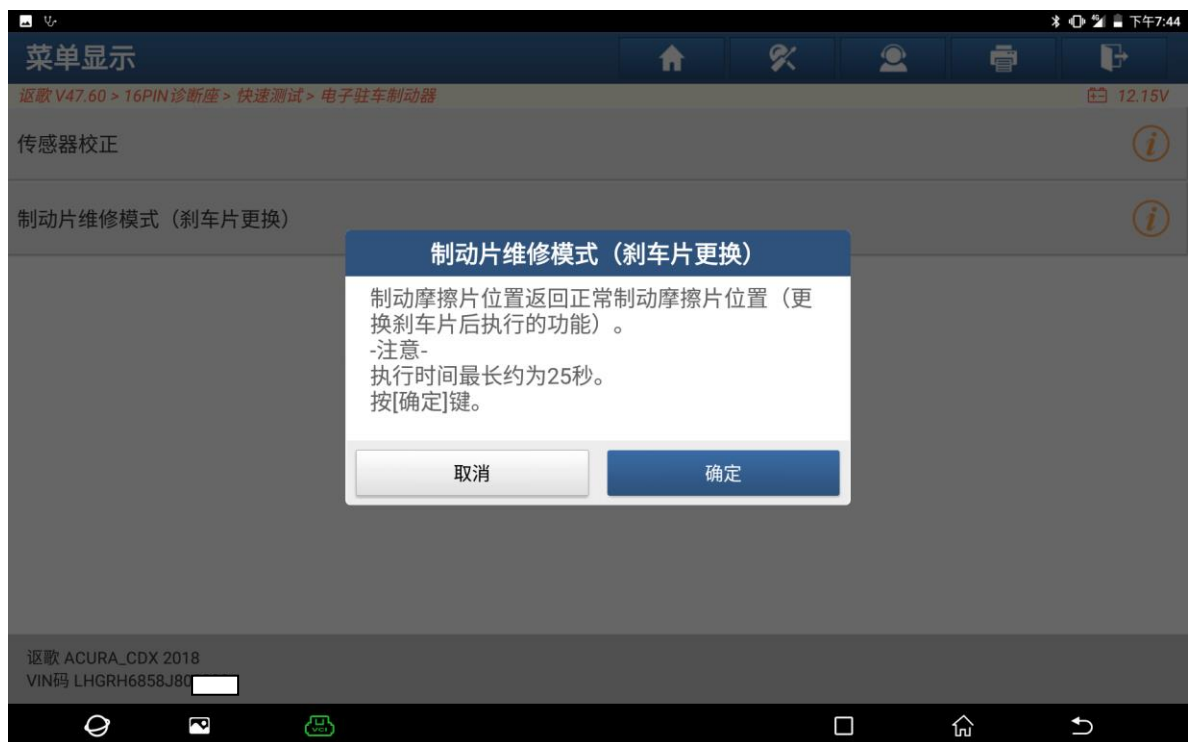 下午7:44
菜单显示
讴歌 V47.60 > 16PIN诊断座 > 快速测试 > 电子驻车制动器
12.15V
传感器校正
制动片维修模式（刹车片更换）
制动片维修模式（刹车片更换）
制动摩擦片位置返回正常制动摩擦片位置（更
换刹车片后执行的功能）。
-注意-
执行时间最长约为25秒。
按[确定]键。
取消
确定
讴歌 ACURA_CDX 2018
VIN码 LHGRH6858J80